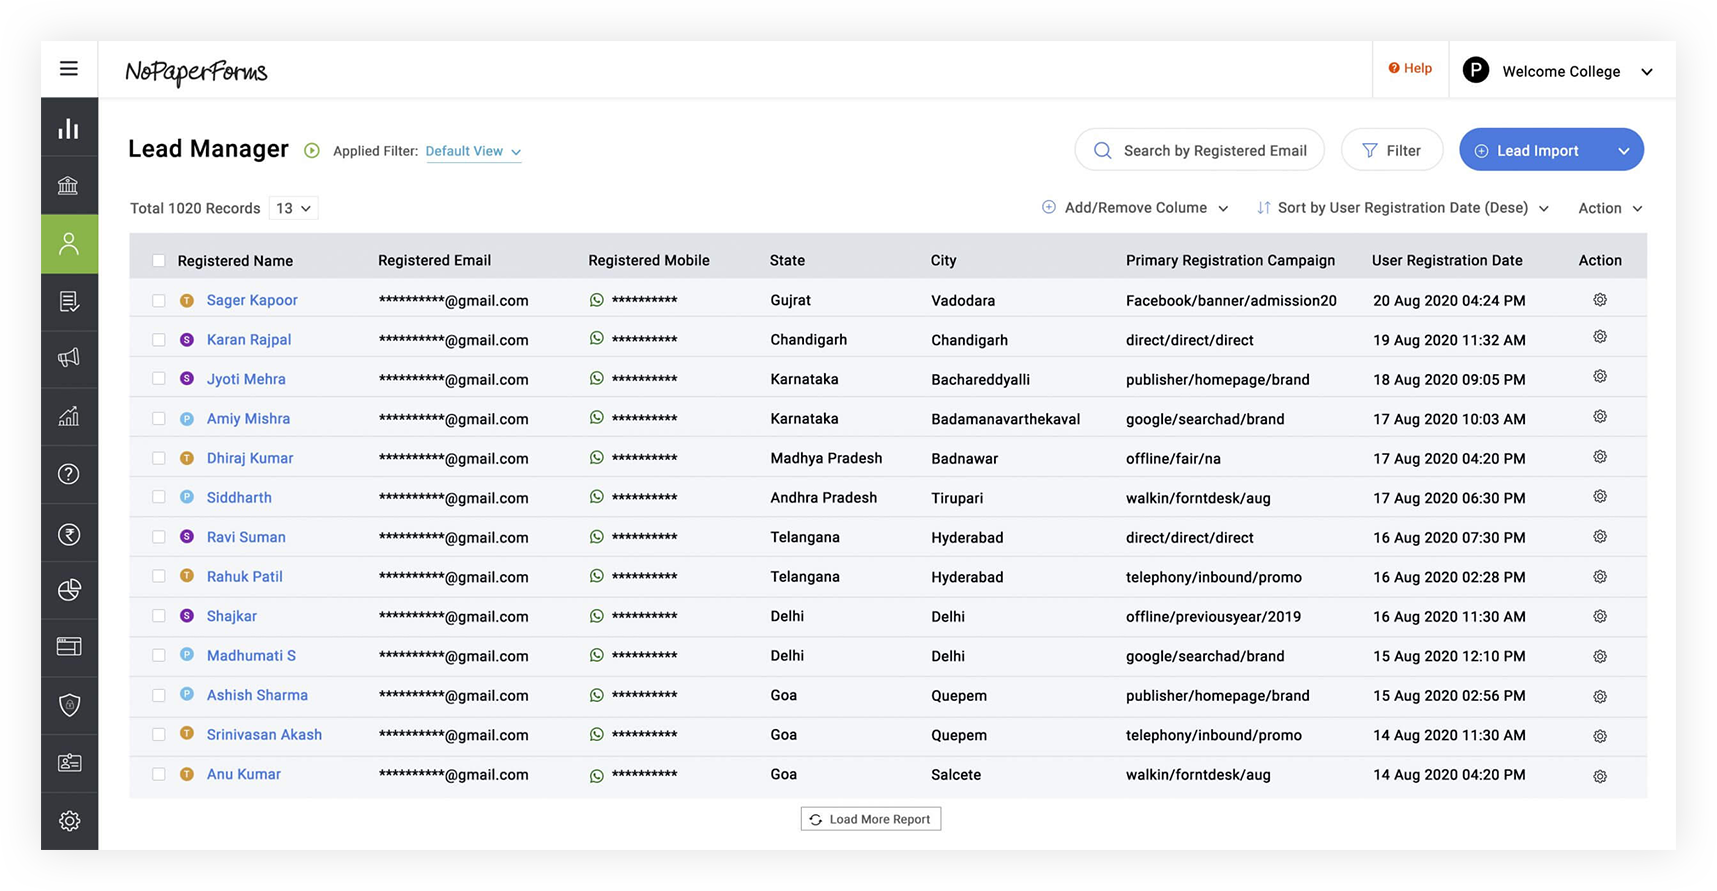 NoPaperForms
? Help
P Welcome College
Lead Manager Applied Filter: Default View
Search by Registered Email Filter Lead Import
Total 1020 Records 13 Add/Remove Colume Sort by User Registration Date (Dese) Action
Registered Name Registered Email Registered Mobile State City Primary Registration Campaign User Registration Date Action
T Sager Kapoor **********@gmail.com ********** Gujrat Vadodara Facebook/banner/admission20 20 Aug 2020 04:24 PM
S Karan Rajpal **********@gmail.com ********** Chandigarh Chandigarh direct/direct/direct 19 Aug 2020 11:32 AM
S Jyoti Mehra **********@gmail.com ********** Karnataka Bachareddyalli publisher/homepage/brand 18 Aug 2020 09:05 PM
P Amiy Mishra **********@gmail.com ********** Karnataka Badamanavarthekaval google/searchad/brand 17 Aug 2020 10:03 AM
T Dhiraj Kumar **********@gmail.com ********** Madhya Pradesh Badnawar offline/fair/na 17 Aug 2020 04:20 PM
P Siddharth **********@gmail.com ********** Andhra Pradesh Tirupari walkin/forntdesk/aug 17 Aug 2020 06:30 PM
S Ravi Suman **********@gmail.com ********** Telangana Hyderabad direct/direct/direct 16 Aug 2020 07:30 PM
T Rahuk Patil **********@gmail.com ********** Telangana Hyderabad telephony/inbound/promo 16 Aug 2020 02:28 PM
S Shajkar **********@gmail.com ********** Delhi Delhi offline/previousyear/2019 16 Aug 2020 11:30 AM
P Madhumati S **********@gmail.com ********** Delhi Delhi google/searchad/brand 15 Aug 2020 12:10 PM
P Ashish Sharma **********@gmail.com ********** Goa Quepem publisher/homepage/brand 15 Aug 2020 02:56 PM
T Srinivasan Akash **********@gmail.com ********** Goa Quepem telephony/inbound/promo 14 Aug 2020 11:30 AM
T Anu Kumar **********@gmail.com ********** Goa Salcete walkin/forntdesk/aug 14 Aug 2020 04:20 PM
Load More Report